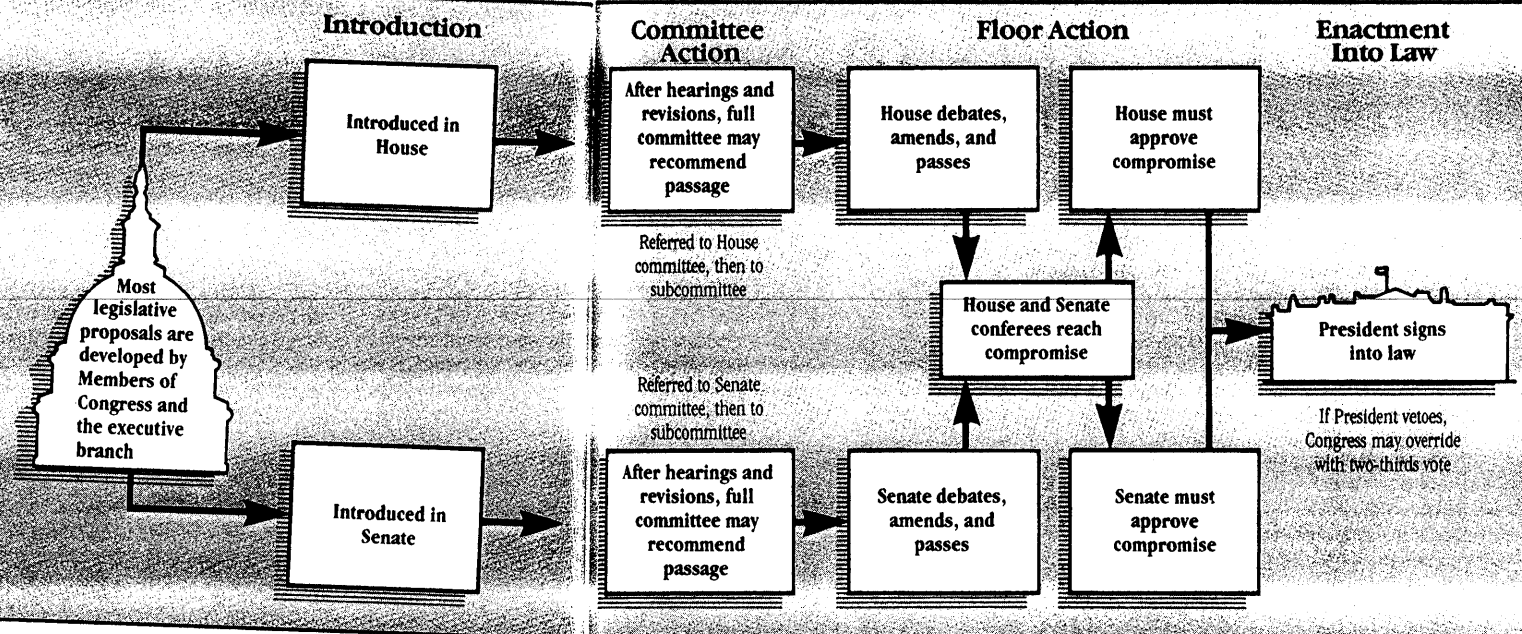 Introduction
Committee
Action
Floor Action
Enactment
Into Law
Introduced in
House
After hearings and
revisions, full
committee may
recommend
passage
House debates,
amends, and
passes
House must
approve
compromise
Referred to House
committee, then to
subcommittee
Most
legislative
proposals are
developed by
Members of
Congress and
the executive
branch
House and Senate
conferees reach
compromise
President signs
into law
Referred to Senate
committee, then to
subcommittee
If President vetoes,
Congress may override
with two-thirds vote
Introduced in
Senate
After hearings and
revisions, full
committee may
recommend
passage
Senate debates,
amends, and
passes
Senate must
approve
compromise